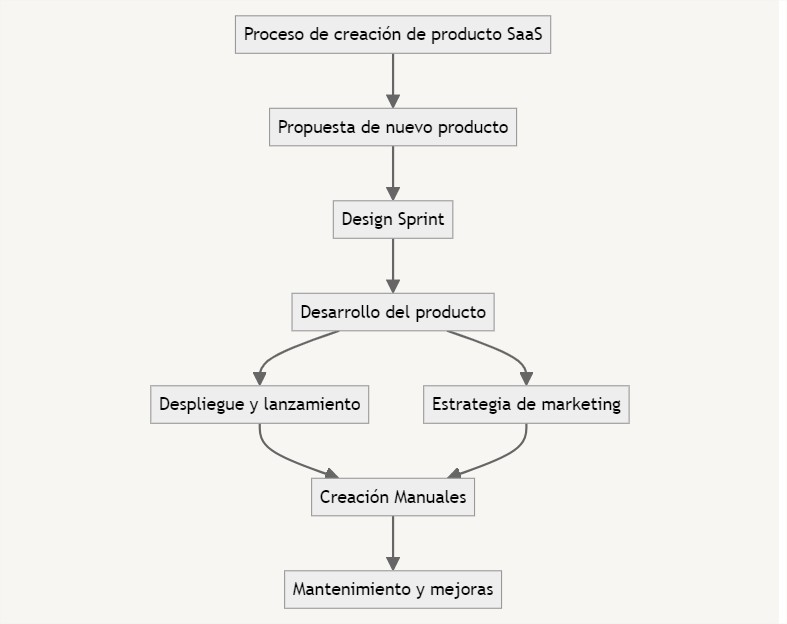 Proceso de creación de producto SaaS
Propuesta de nuevo producto
Design Sprint
Desarrollo del producto
Despliegue y lanzamiento
Estrategia de marketing
Creación Manuales
Mantenimiento y mejoras